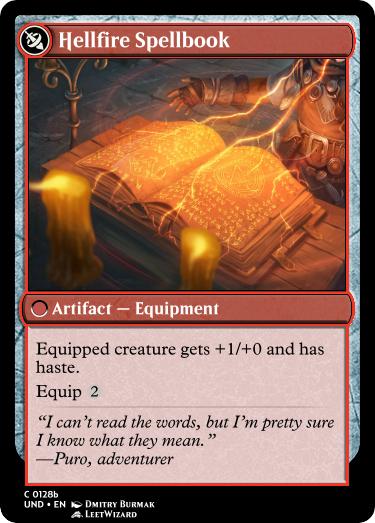 Hellfire Spellbook
Artifact — Equipment
Equipped creature gets +1/+0 and has
haste.
Equip 2
“I can’t read the words, but I’m pretty sure
I know what they mean.”
—Puro, adventurer
C 0128b
UND • EN Dmitry Burmak
LeetWizard